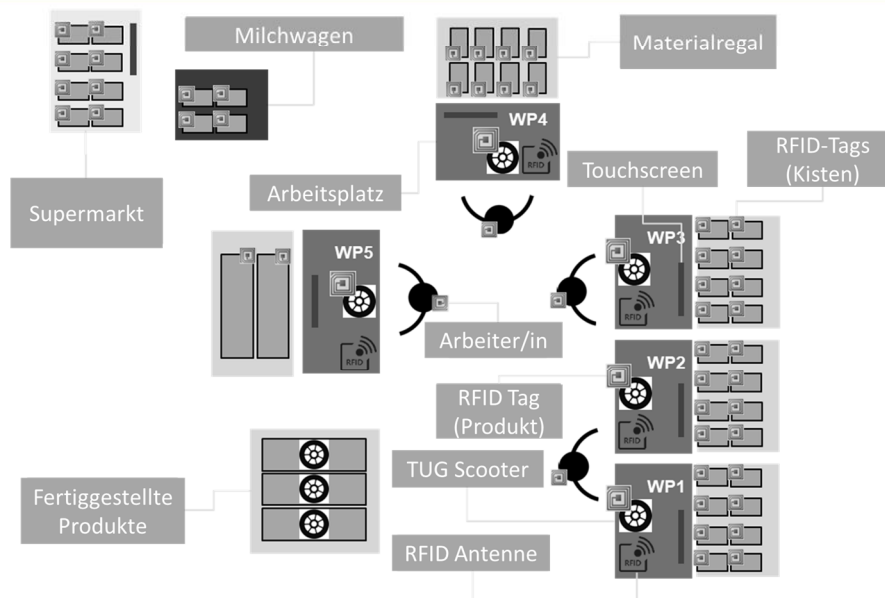 Milchwagen
Materialregal
WP4
RFID
RFID-Tags
(Kisten)
Touchscreen
Arbeitsplatz
Supermarkt
WP3
RFID
WP5
RFID
Arbeiter/in
WP2
RFID
RFID Tag
(Produkt)
TUG Scooter
WP1
RFID
Fertiggestellte
Produkte
RFID Antenne